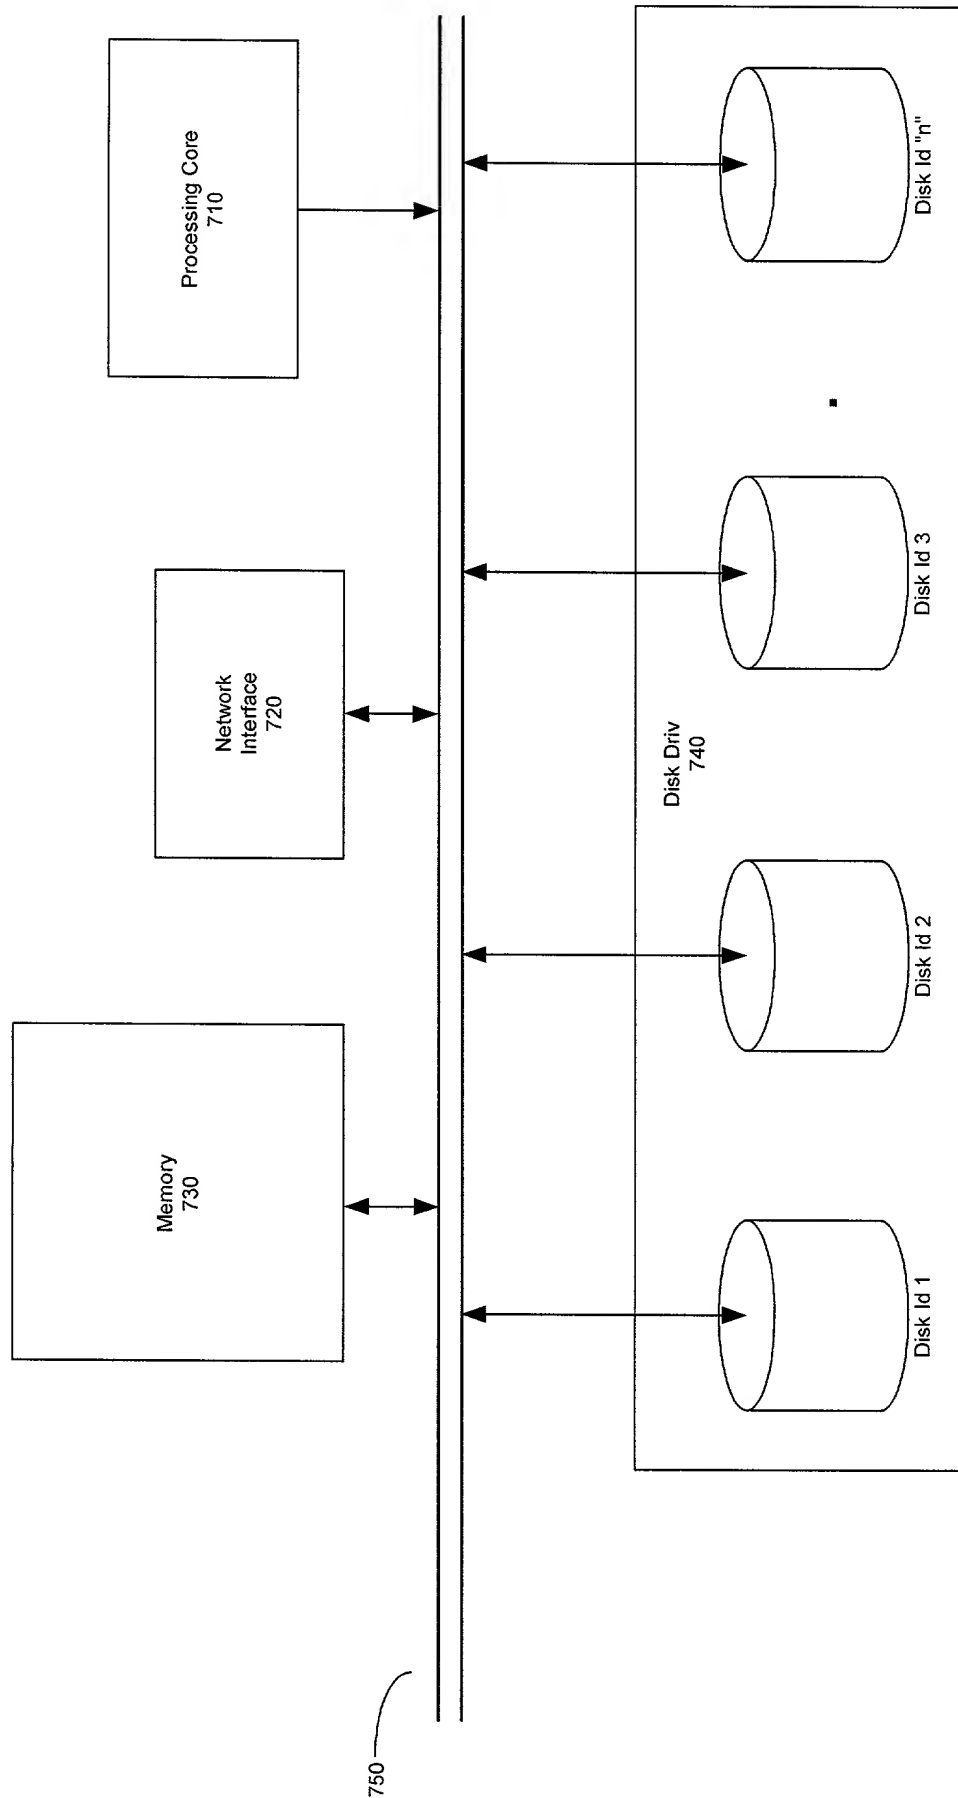 Memory
730
Network
Interface
720
Processing Core
710
750
Disk Driv
740
Disk Id 1
Disk Id 2
Disk Id 3
Disk Id "n"